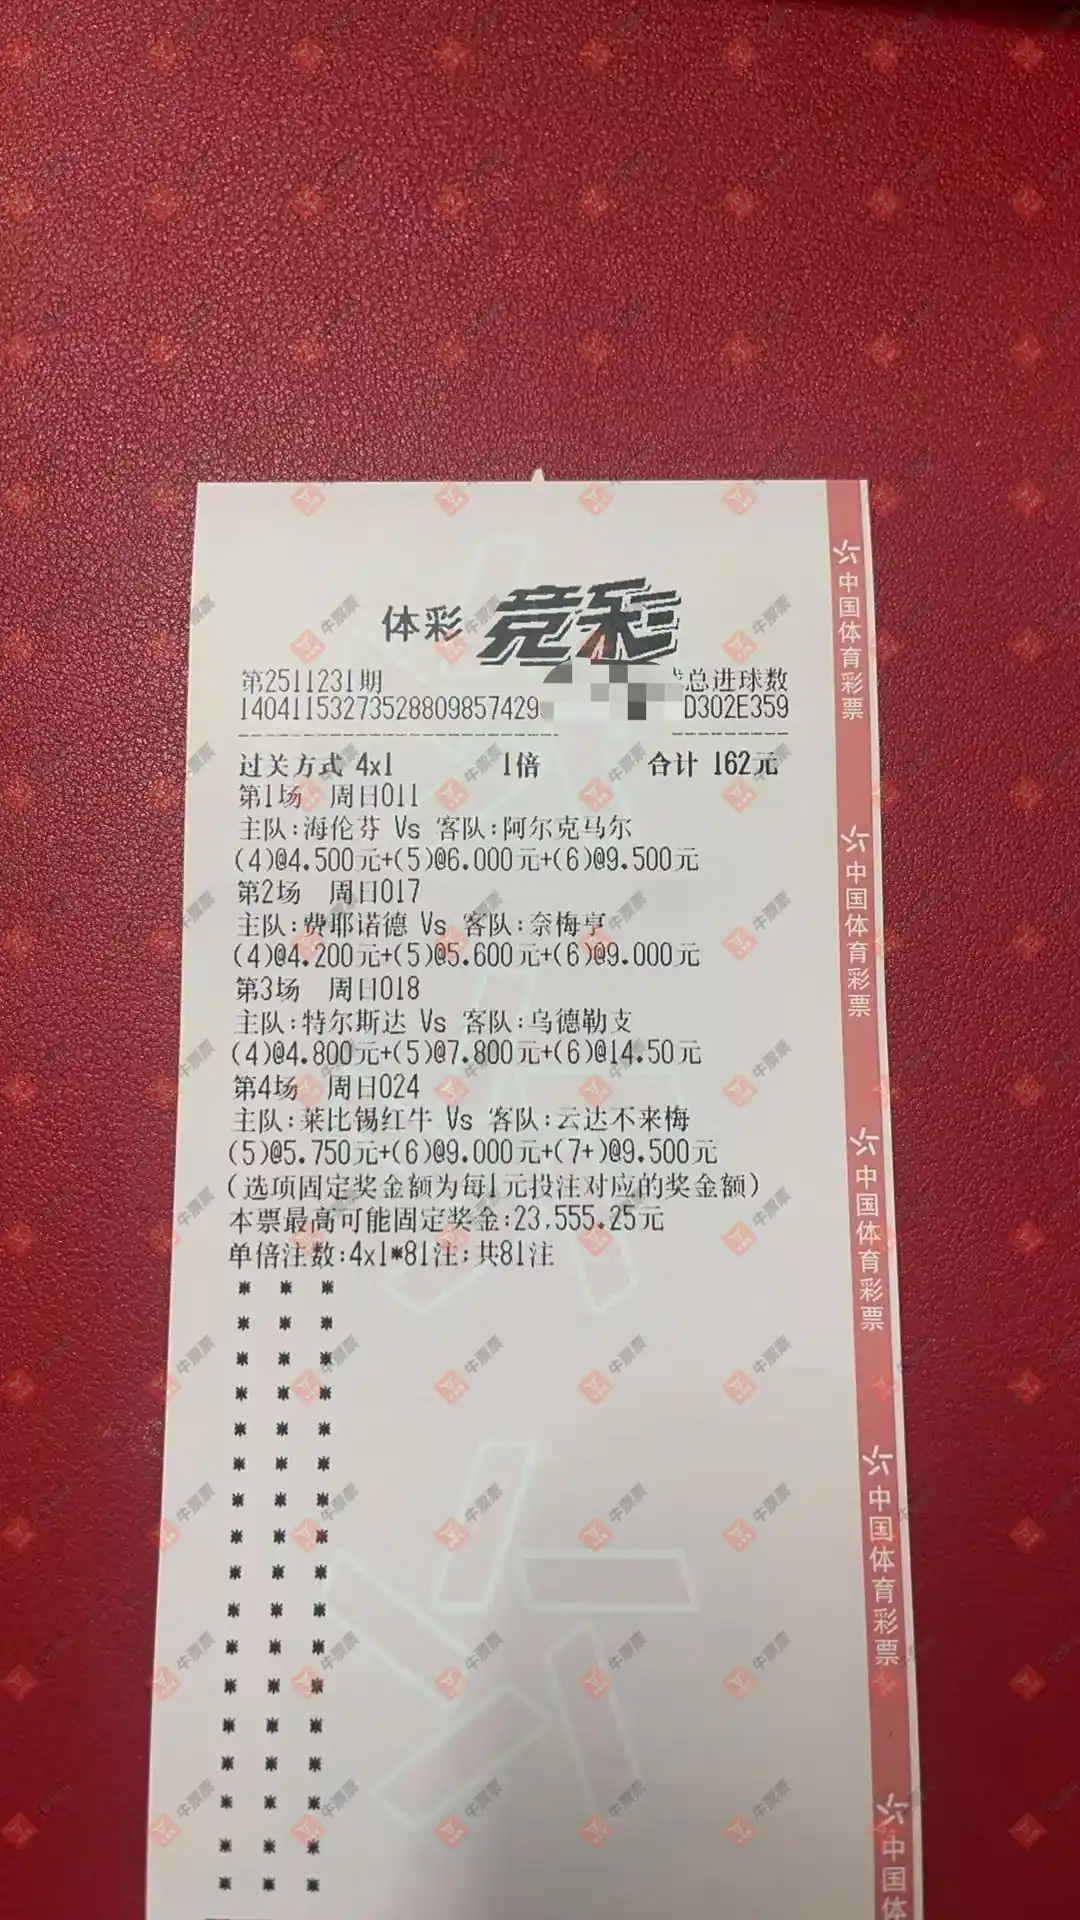 体彩 竞彩
第2511231期 总进球数
140411532735288098574290 D302E359
过关方式 4x1 1倍 合计 162元
第1场 周日011
主队:海伦芬 Vs 客队:阿尔克马尔
(4)@4.500元+(5)@6.000元+(6)@9.500元
第2场 周日017
主队:费耶诺德 Vs 客队:奈梅亨
(4)@4.200元+(5)@5.600元+(6)@9.000元
第3场 周日018
主队:特尔斯达 Vs 客队:乌德勒支
(4)@4.800元+(5)@7.800元+(6)@14.50元
第4场 周日024
主队:莱比锡红牛 Vs 客队:云达不来梅
(5)@5.750元+(6)@9.000元+(7+)@9.500元
(选项固定奖金额为每1元投注对应的奖金额)
本票最高可能固定奖金:23,555.25元
单倍注数:4x1*81注;共81注
中国体育彩票
中国体育彩票
中国体育彩票
中国体育彩票
中国体
牛票票